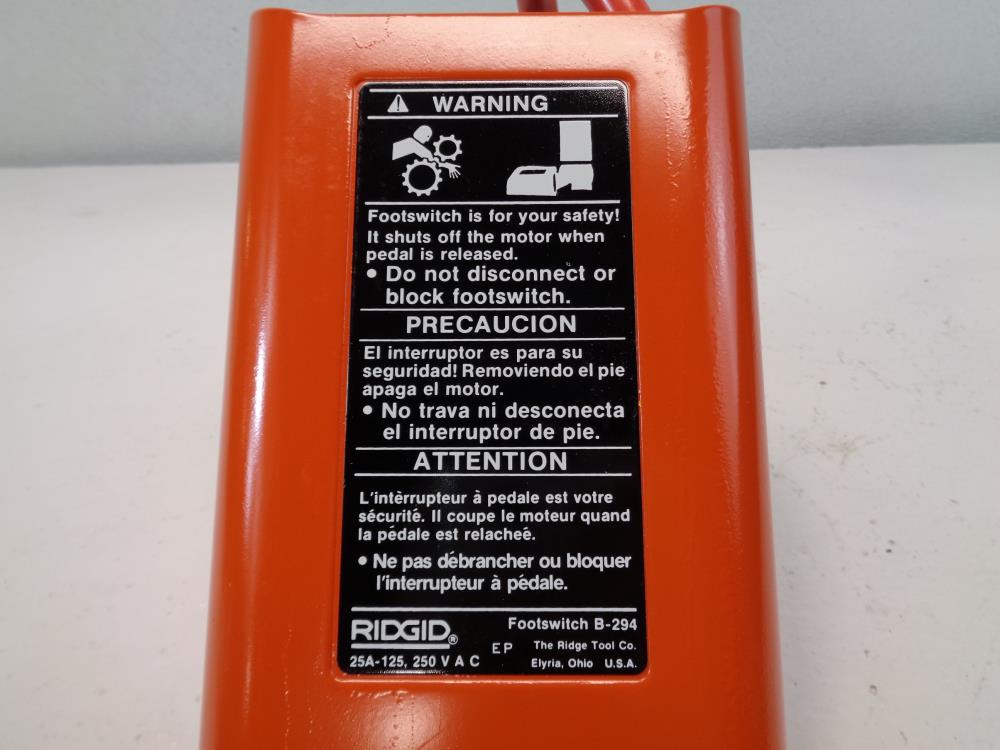 WARNING
Footswitch is for your safety!
It shuts off the motor when
pedal is released.
• Do not disconnect or
block footswitch.
PRECAUCION
El interruptor es para su
seguridad! Removiendo el pie
apaga el motor.
• No trava ni desconecta
el interruptor de pie.
ATTENTION
L'intèrrupteur à pedale est votre
sécurité. Il coupe le moteur quand
la pédale est relacheé.
• Ne pas débrancher ou bloquer
l'interrupteur à pédale.
RIDGID®
Footswitch B-294
EP The Ridge Tool Co.
25A-125, 250 V A C
Elyria, Ohio U.S.A.